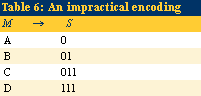 Table 6: An impractical encoding
M → S
A 0
B 01
C 011
D 111